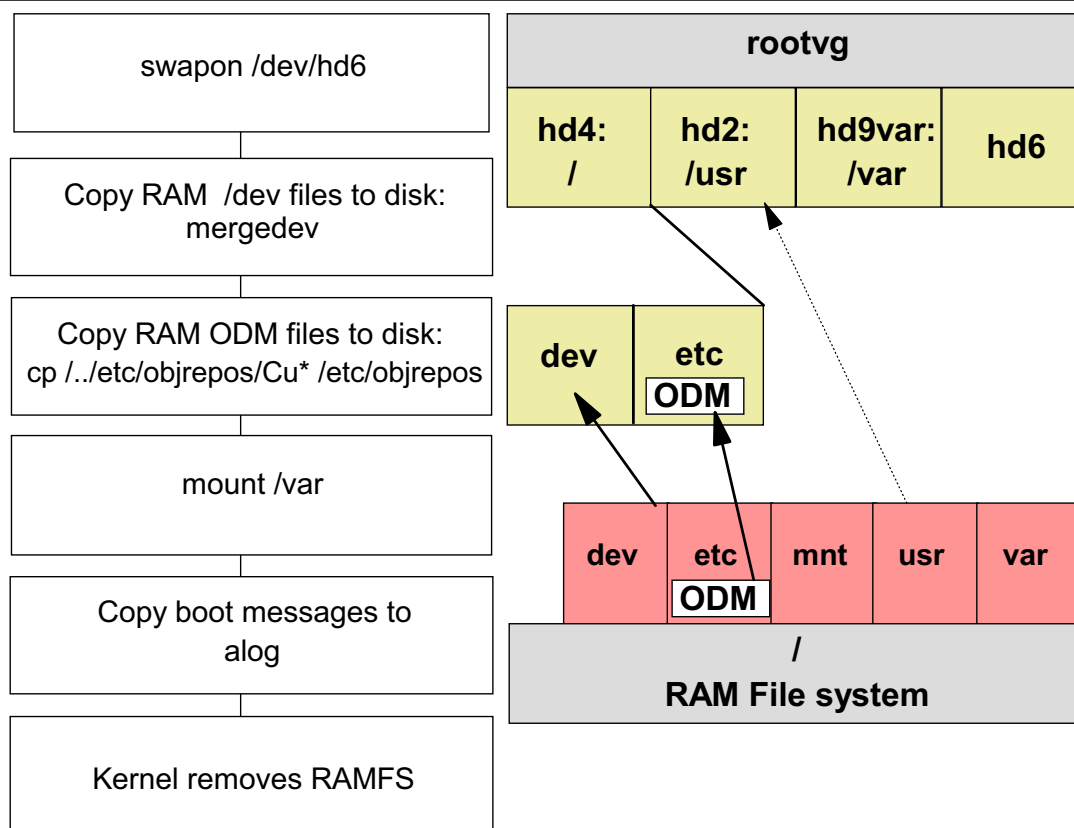 swapon /dev/hd6
Copy RAM /dev files to disk:
mergedev
Copy RAM ODM files to disk:
cp /../etc/objrepos/Cu* /etc/objrepos
mount /var
Copy boot messages to
alog
Kernel removes RAMFS
rootvg
hd4:
/
hd2:
/usr
hd9var:
/var
hd6
dev
etc
ODM
dev
etc
ODM
mnt
usr
var
/
RAM File system